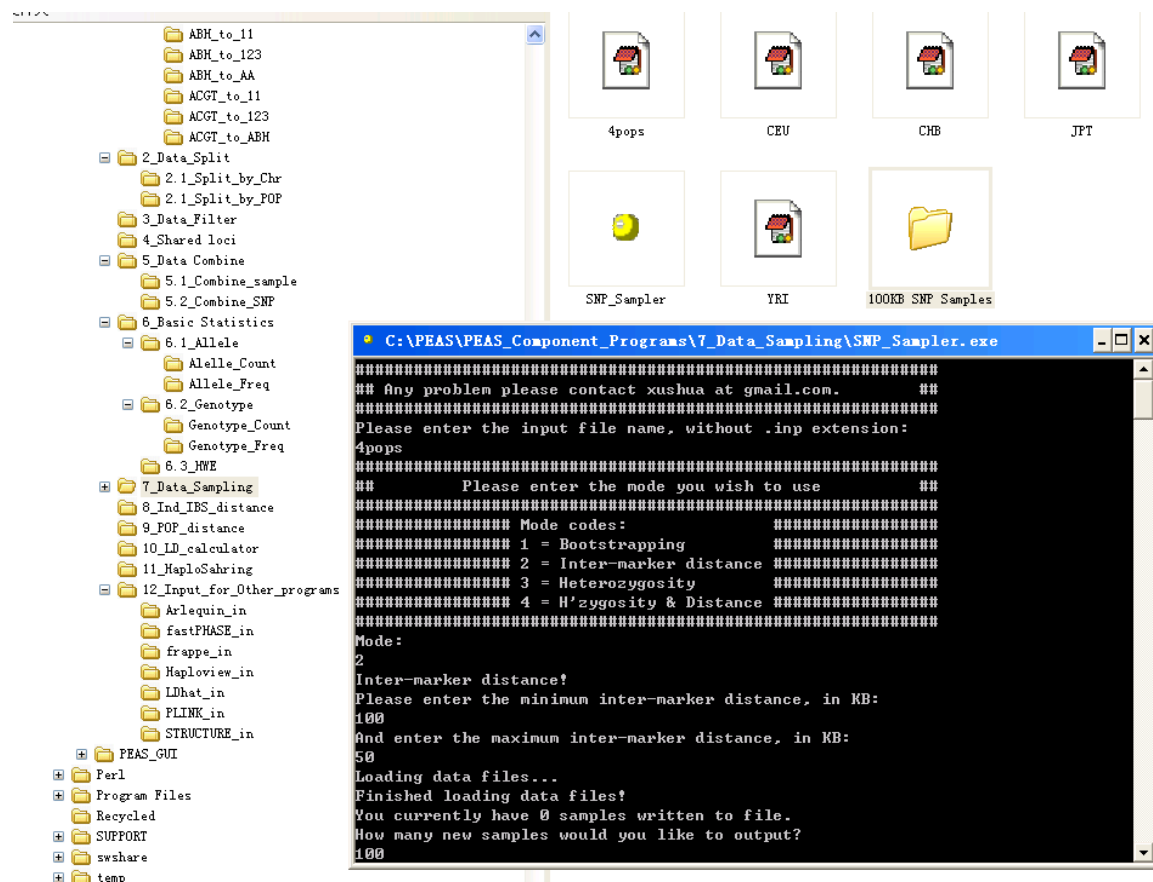 ABH_to_11
ABH_to_123
ABH_to_AA
ACGT_to_11
ACGT_to_123
ACGT_to_ABH
2_Data_Split
2.1_Split_by_Chr
2.1_Split_by_POP
3_Data_Filter
4_Shared loci
5_Data Combine
5.1_Combine_sample
5.2_Combine_SNP
6_Basic Statistics
6.1_Allele
Alelle_Count
Allele_Freq
6.2_Genotype
Genotype_Count
Genotype_Freq
6.3_HWE
7_Data_Sampling
8_Ind_IBS_distance
9_POP_distance
10_LD_calculator
11_HaploSahring
12_Input_for_Other_programs
Arlequin_in
fastPHASE_in
frappe_in
Haploview_in
LDhat_in
PLINK_in
STRUCTURE_in
PEAS_GUI
Perl
Program Files
Recycled
SUPPORT
swshare
temp
4pops
CEU
CHB
JPT
SNP_Sampler
YRI
100KB SNP Samples
C:\PEAS\PEAS_Component_Programs\7_Data_Sampling\SNP_Sampler.exe
############################################################
## Any problem please contact xushua at gmail.com.        ##
############################################################
Please enter the input file name, without .inp extension:
4pops
############################################################
##         Please enter the mode you wish to use          ##
############################################################
################ Mode codes:               #################
################ 1 = Bootstrapping         #################
################ 2 = Inter-marker distance #################
################ 3 = Heterozygosity        #################
################ 4 = H'zygosity & Distance #################
############################################################
Mode:
2
Inter-marker distance!
Please enter the minimum inter-marker distance, in KB:
100
And enter the maximum inter-marker distance, in KB:
50
Loading data files...
Finished loading data files!
You currently have 0 samples written to file.
How many new samples would you like to output?
100